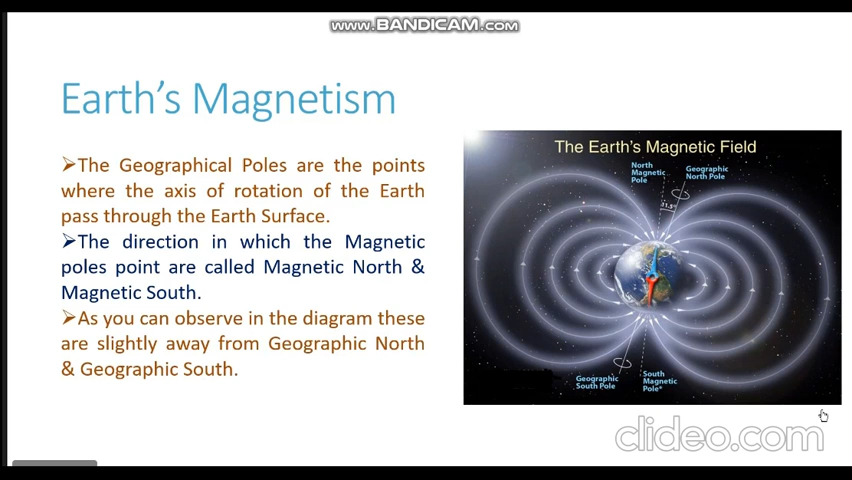 www.BANDICAM.com
Earth's Magnetism
➢The Geographical Poles are the points
where the axis of rotation of the Earth
pass through the Earth Surface.
➢The direction in which the Magnetic
poles point are called Magnetic North &
Magnetic South.
➢As you can observe in the diagram these
are slightly away from Geographic North
& Geographic South.
The Earth's Magnetic Field
North
Magnetic
Pole
Geographic
North Pole
11.5°
Geographic
South Pole
South
Magnetic
Pole*
clideo.com